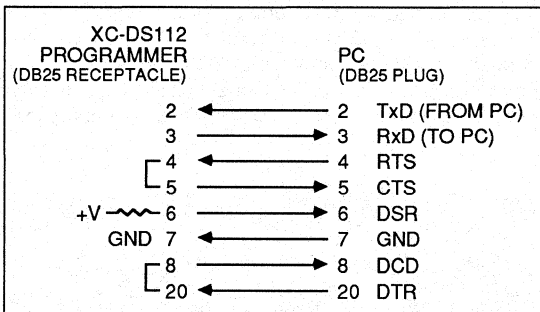 XC-DS112
PROGRAMMER
(DB25 RECEPTACLE)
PC
(DB25 PLUG)
2 2 TxD (FROM PC)
3 3 RxD (TO PC)
4 4 RTS
5 5 CTS
+V 6 6 DSR
GND 7 7 GND
8 8 DCD
20 20 DTR